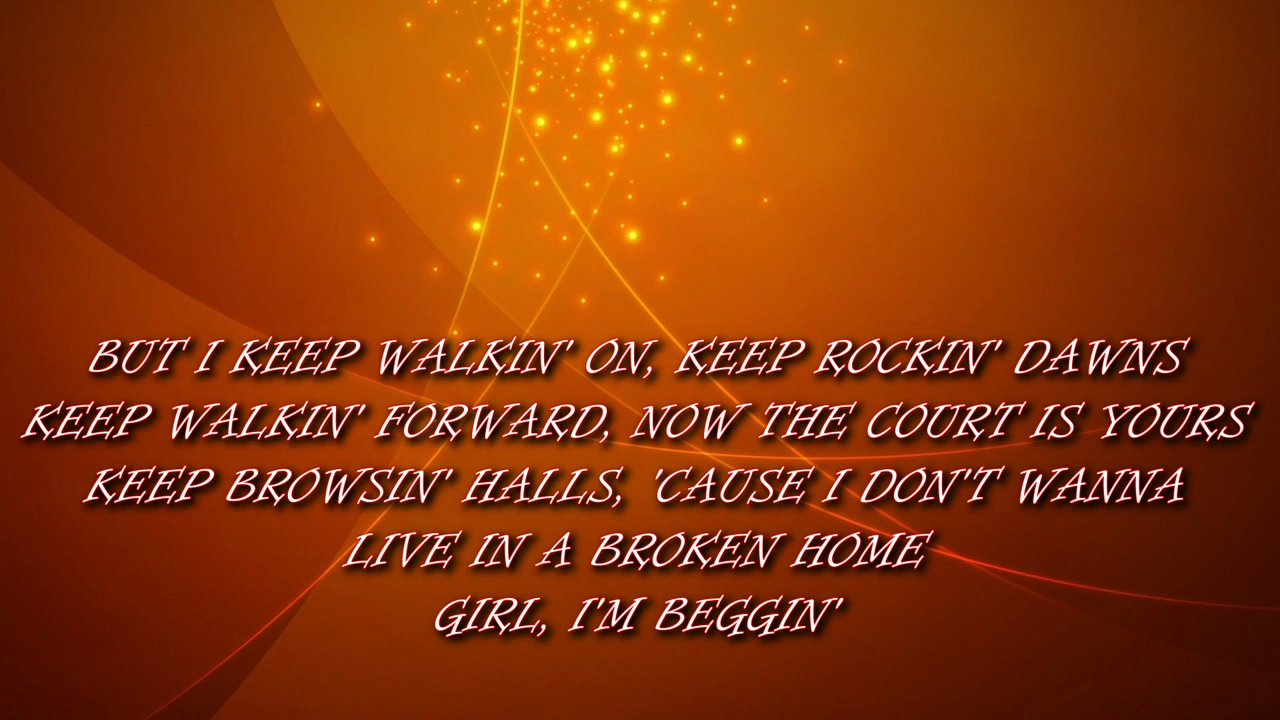 BUT I KEEP WALKIN' ON, KEEP ROCKIN' DAWNS
KEEP WALKIN' FORWARD, NOW THE COURT IS YOURS
KEEP BROWSIN' HALLS, 'CAUSE I DON'T WANNA
LIVE IN A BROKEN HOME
GIRL, I'M BEGGIN'